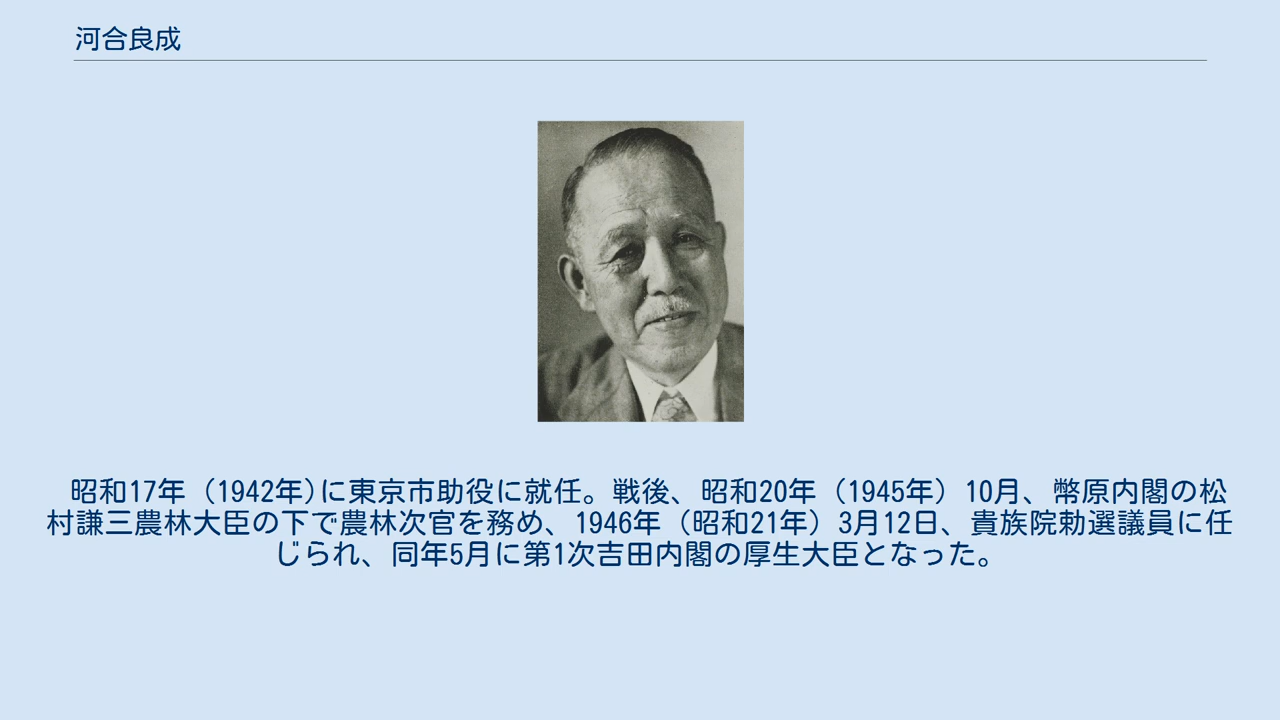 河合良成
昭和17年（1942年)に東京市助役に就任。戦後、昭和20年（1945年）10月、幣原内閣の松
村謙三農林大臣の下で農林次官を務め、1946年（昭和21年）3月12日、貴族院勅選議員に任
じられ、同年5月に第1次吉田内閣の厚生大臣となった。